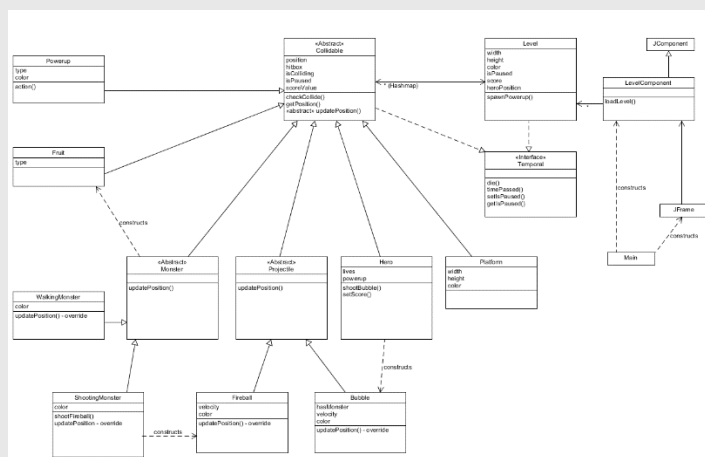 Powerup
type
color
action()
«Abstract»
Collidable
position
hitbox
isColliding
isPaused
scoreValue
checkCollide()
getPosition()
<abstract> updatePosition()
Level
width
height
color
isPaused
score
heroPosition
spawnPowerup()
JComponent
LevelComponent
loadLevel()
* (Hashmap)
*
Fruit
type
«Interface»
Temporal
die()
timePassed()
setIsPaused()
getIsPaused()
constructs
JFrame
constructs
Main
constructs
«Abstract»
Monster
updatePosition()
«Abstract»
Projectile
updatePosition()
Hero
lives
powerup
shootBubble()
setScore()
Platform
width
height
color
WalkingMonster
color
updatePosition() - override
constructs
ShootingMonster
color
shootFireball()
updatePosition - override
constructs
Fireball
velocity
color
updatePosition() - override
Bubble
hasMonster
velocity
color
updatePosition() - override